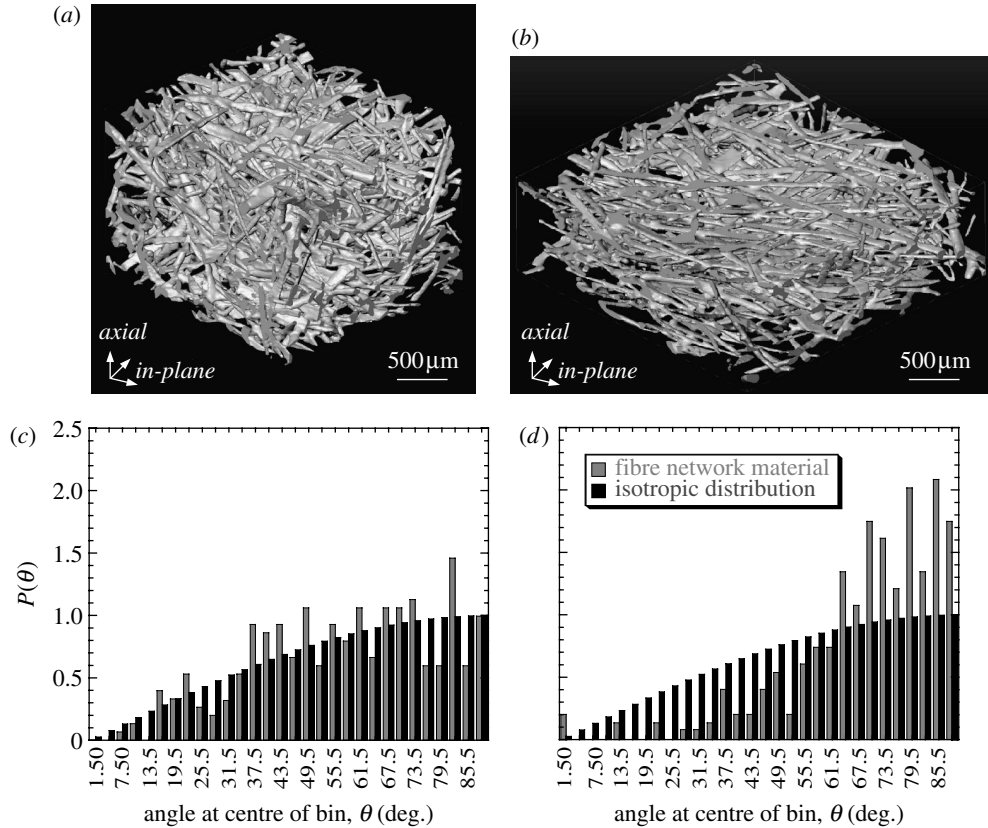 (a)
axial
in-plane
500 μm
(b)
axial
in-plane
500 μm
(c)
2.5
2.0
1.5
1.0
0.5
0
P(θ)
1.50
7.50
13.5
19.5
25.5
31.5
37.5
43.5
49.5
55.5
61.5
67.5
73.5
79.5
85.5
angle at centre of bin, θ (deg.)
(d)
fibre network material
isotropic distribution
1.50
7.50
13.5
19.5
25.5
31.5
37.5
43.5
49.5
55.5
61.5
67.5
73.5
79.5
85.5
angle at centre of bin, θ (deg.)